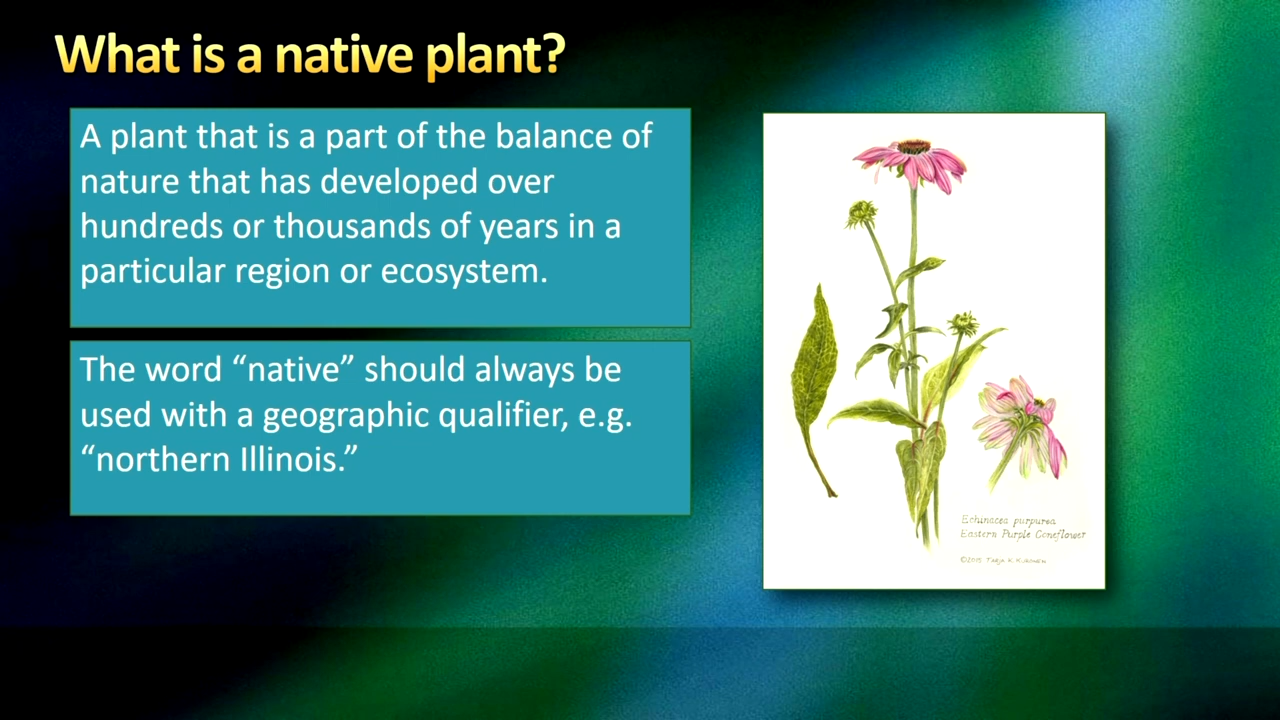 What is a native plant?
A plant that is a part of the balance of
nature that has developed over
hundreds or thousands of years in a
particular region or ecosystem.
The word “native” should always be
used with a geographic qualifier, e.g.
“northern Illinois.”
Echinacea purpurea
Eastern Purple Coneflower